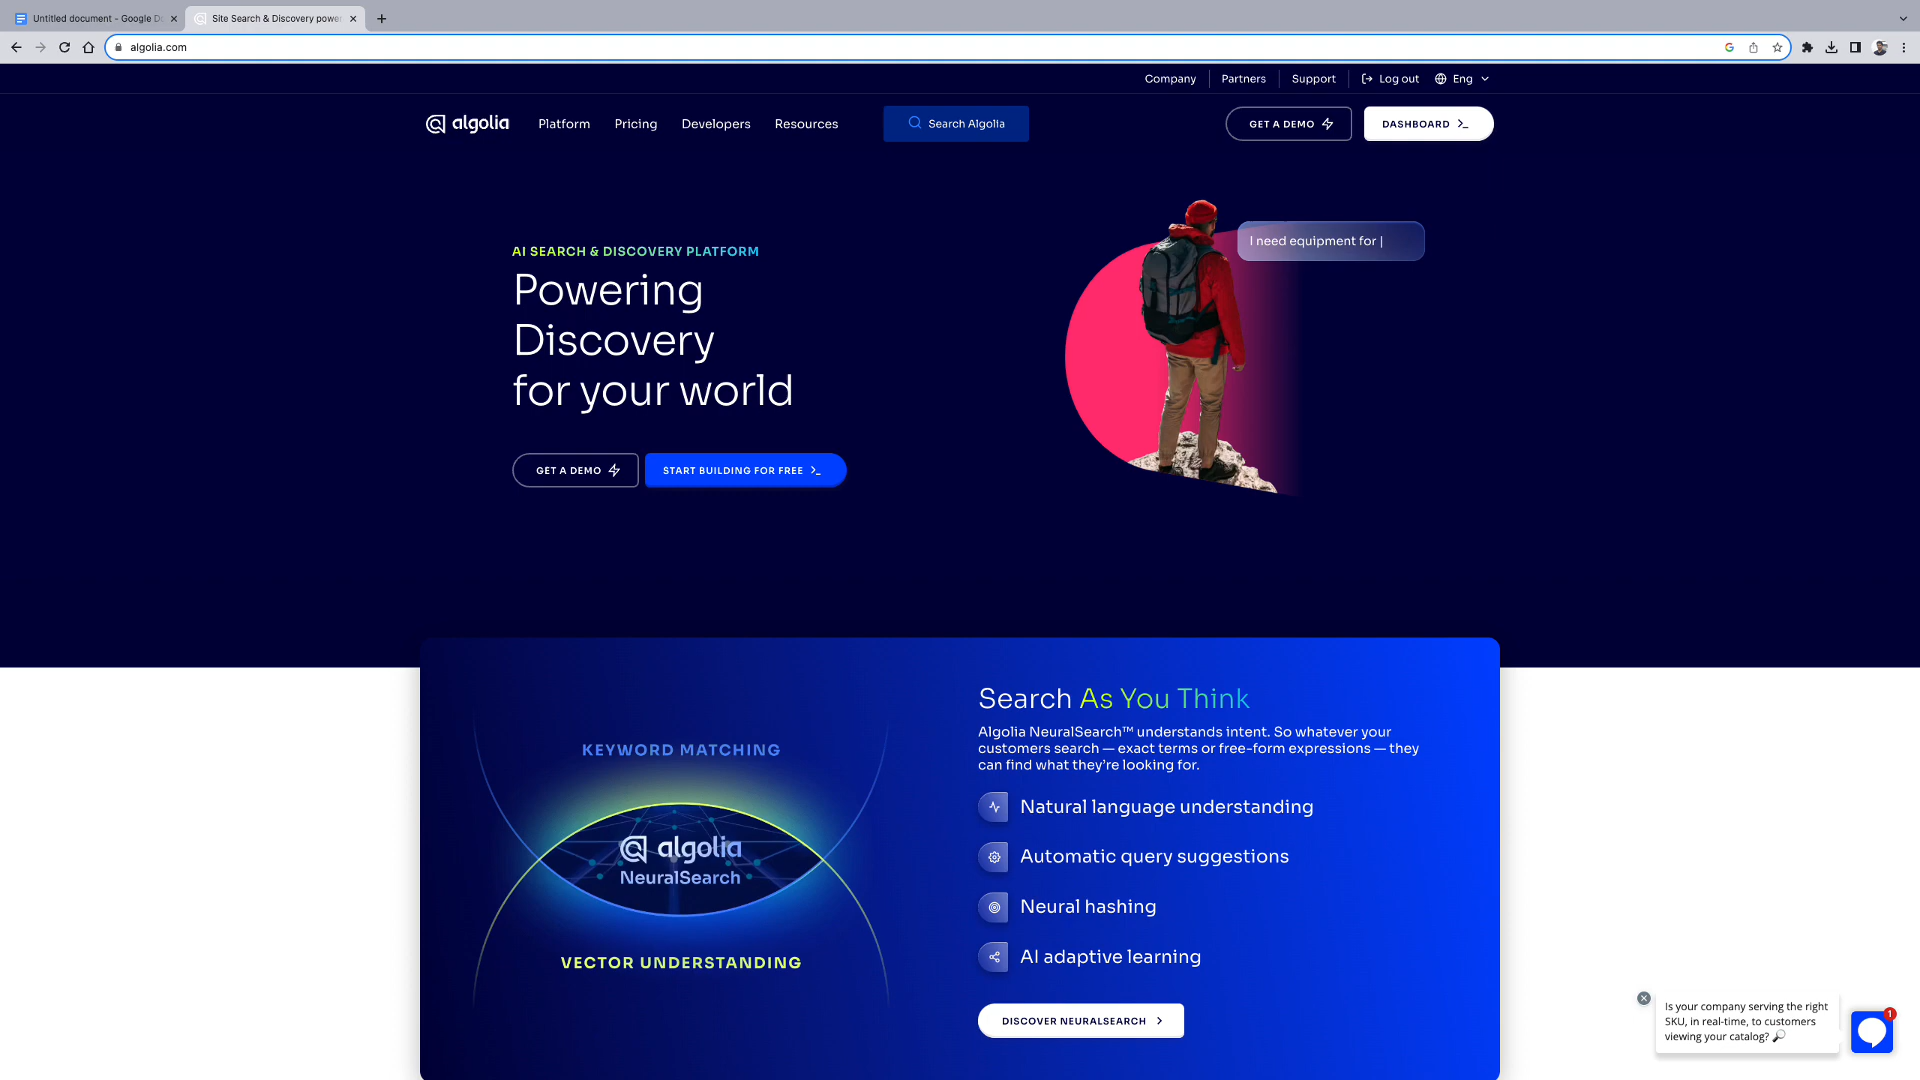 Untitled document - Google Do
Site Search & Discovery power
algolia.com
Company
Partners
Support
Log out
Eng
algolia
Platform
Pricing
Developers
Resources
Search Algolia
GET A DEMO
DASHBOARD
AI SEARCH & DISCOVERY PLATFORM
Powering
Discovery
for your world
GET A DEMO
START BUILDING FOR FREE
I need equipment for |
KEYWORD MATCHING
algolia
NeuralSearch
VECTOR UNDERSTANDING
Search As You Think
Algolia NeuralSearch™ understands intent. So whatever your
customers search — exact terms or free-form expressions — they
can find what they’re looking for.
Natural language understanding
Automatic query suggestions
Neural hashing
AI adaptive learning
DISCOVER NEURALSEARCH
Is your company serving the right
SKU, in real-time, to customers
viewing your catalog? 🔎
1